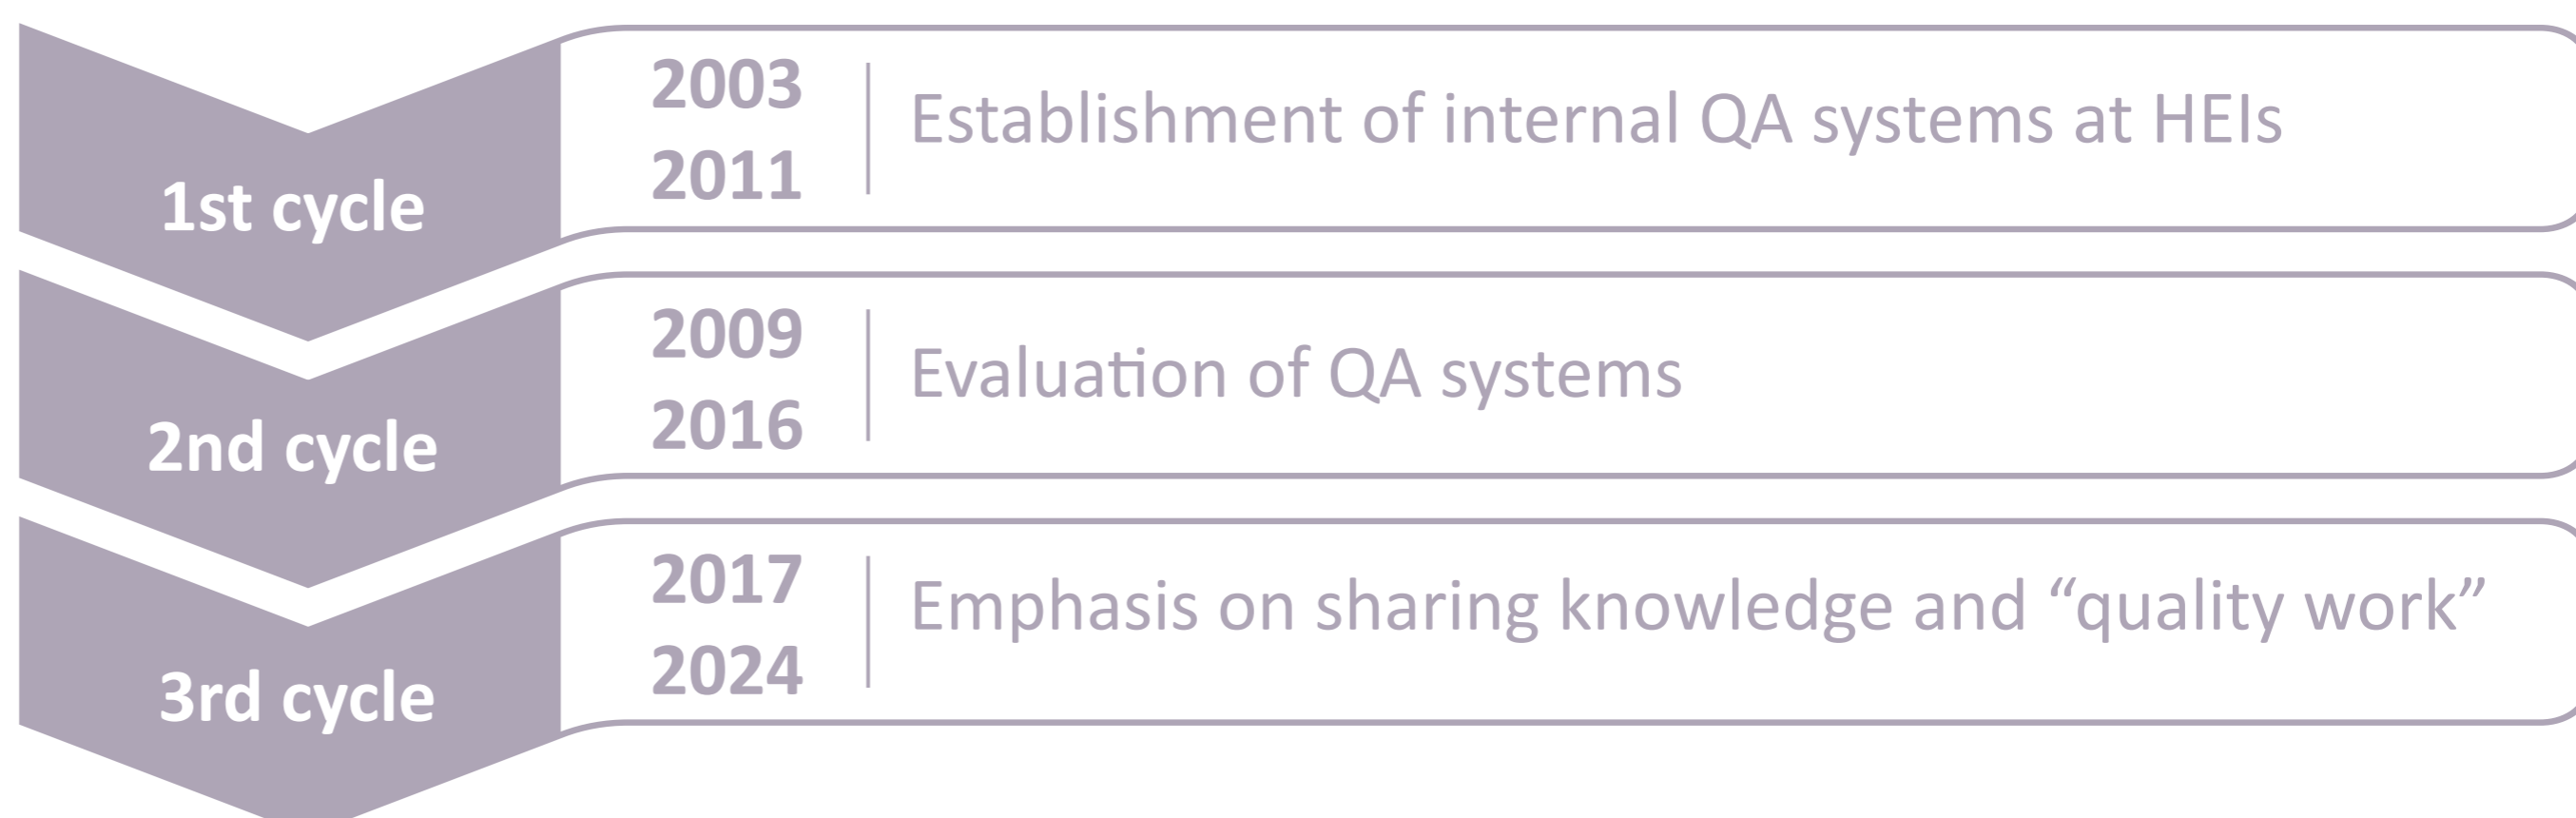 1st cycle
2003
2011
Establishment of internal QA systems at HEIs
2nd cycle
2009
2016
Evaluation of QA systems
3rd cycle
2017
2024
Emphasis on sharing knowledge and “quality work”